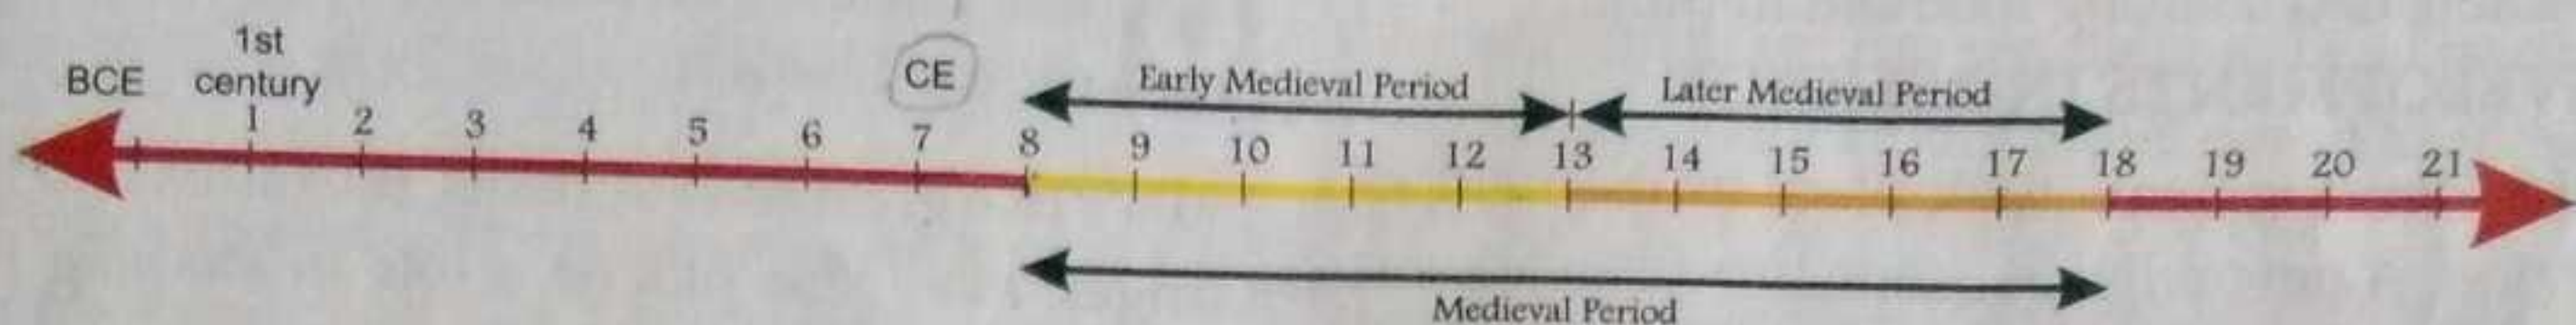 1st
BCE century CE Early Medieval Period Later Medieval Period
1 2 3 4 5 6 7 8 9 10 11 12 13 14 15 16 17 18 19 20 21
Medieval Period